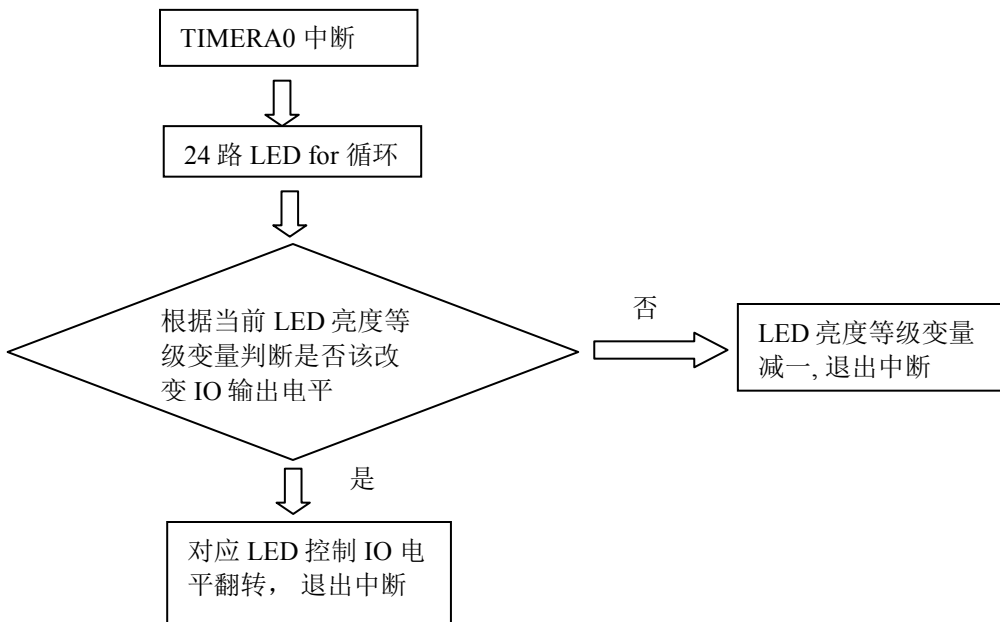 TIMERA0 中断
24 路 LED for 循环
根据当前 LED 亮度等
级变量判断是否该改
变 IO 输出电平
否
LED 亮度等级变量
减一, 退出中断
是
对应 LED 控制 IO 电
平翻转， 退出中断